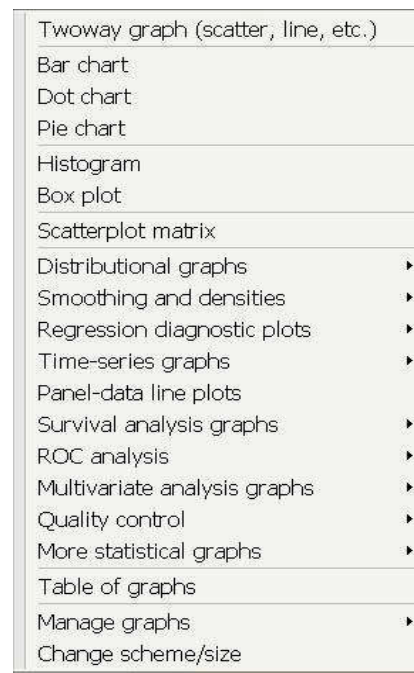 Twoway graph (scatter, line, etc.)
Bar chart
Dot chart
Pie chart
Histogram
Box plot
Scatterplot matrix
Distributional graphs
Smoothing and densities
Regression diagnostic plots
Time-series graphs
Panel-data line plots
Survival analysis graphs
ROC analysis
Multivariate analysis graphs
Quality control
More statistical graphs
Table of graphs
Manage graphs
Change scheme/size